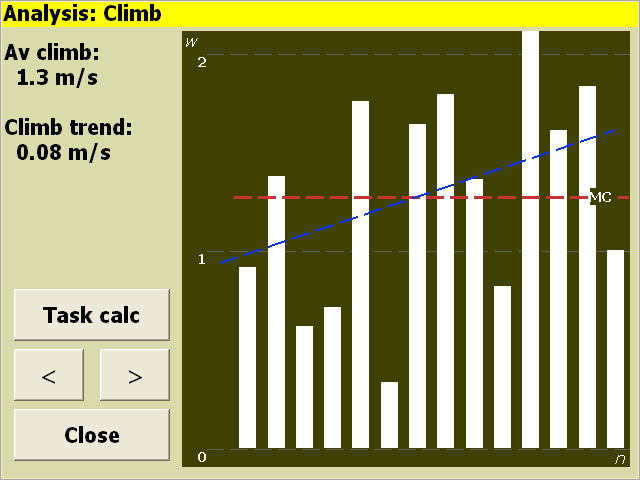 Analysis: Climb
Av climb:
1.3 m/s
Climb trend:
0.08 m/s
Task calc
<
>
Close
w
2
1
0
MC
n